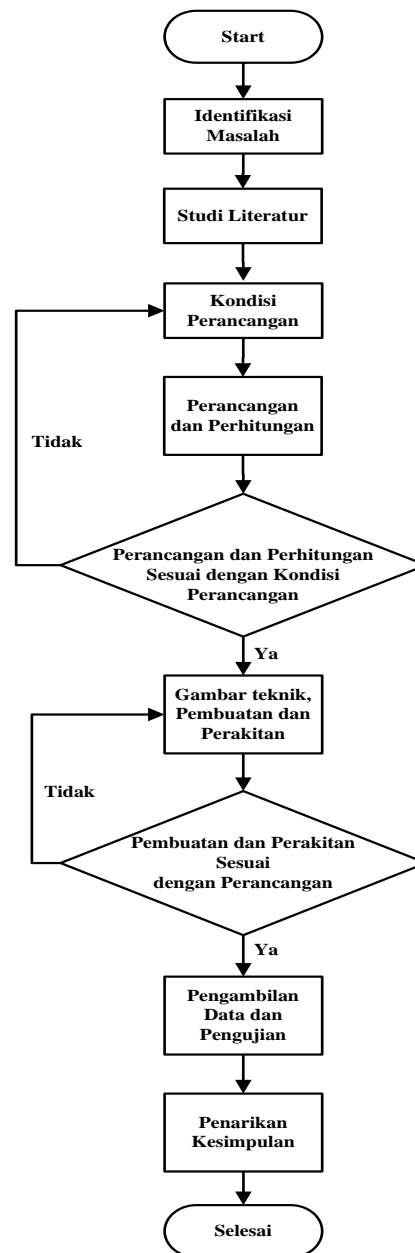 Start
Identifikasi
Masalah
Studi Literatur
Kondisi
Perancangan
Perancangan
dan Perhitungan
Tidak
Perancangan dan Perhitungan
Sesuai dengan Kondisi
Perancangan
Ya
Gambar teknik,
Pembuatan dan
Perakitan
Tidak
Pembuatan dan Perakitan
Sesuai
dengan Perancangan
Ya
Pengambilan
Data dan
Pengujian
Penarikan
Kesimpulan
Selesai